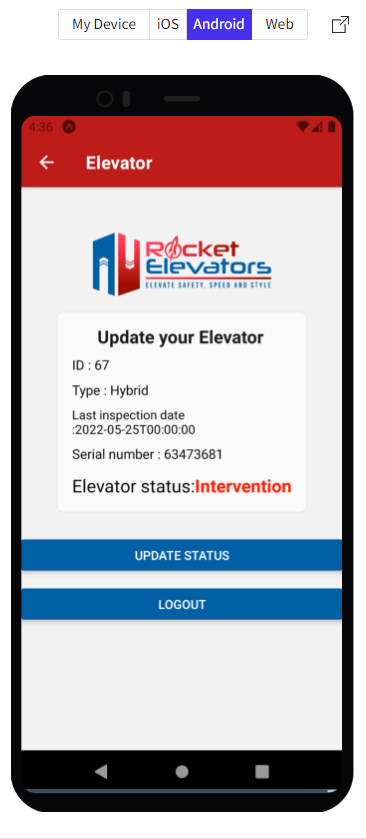 My Device
iOS
Android
Web
4:36
Elevator
Rocket
Elevators
ELEVATE SAFETY, SPEED AND STYLE
Update your Elevator
ID : 67
Type : Hybrid
Last inspection date
:2022-05-25T00:00:00
Serial number : 63473681
Elevator status:Intervention
UPDATE STATUS
LOGOUT